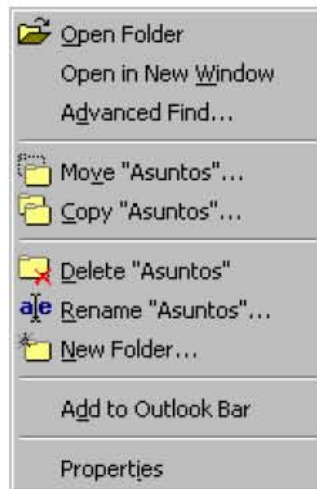 Open Folder
Open in New Window
Advanced Find...
Move "Asuntos"...
Copy "Asuntos"...
Delete "Asuntos"
Rename "Asuntos"...
New Folder...
Add to Outlook Bar
Properties